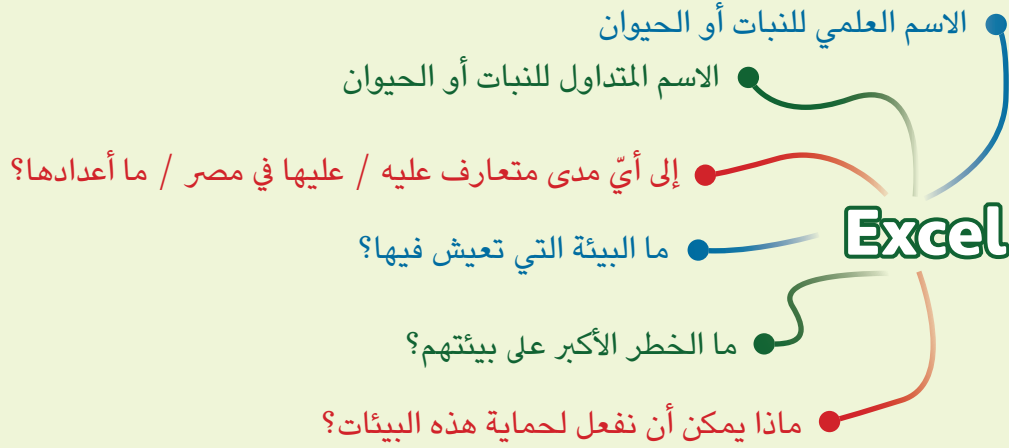 الاسم العلمي للنبات أو الحيوان
الاسم المتداول للنبات أو الحيوان
إلى أيّ مدى متعارف عليه / عليها في مصر / ما أعدادها؟
Excel
ما البيئة التي تعيش فيها؟
ما الخطر الأكبر على بيئتهم؟
ماذا يمكن أن نفعل لحماية هذه البيئات؟